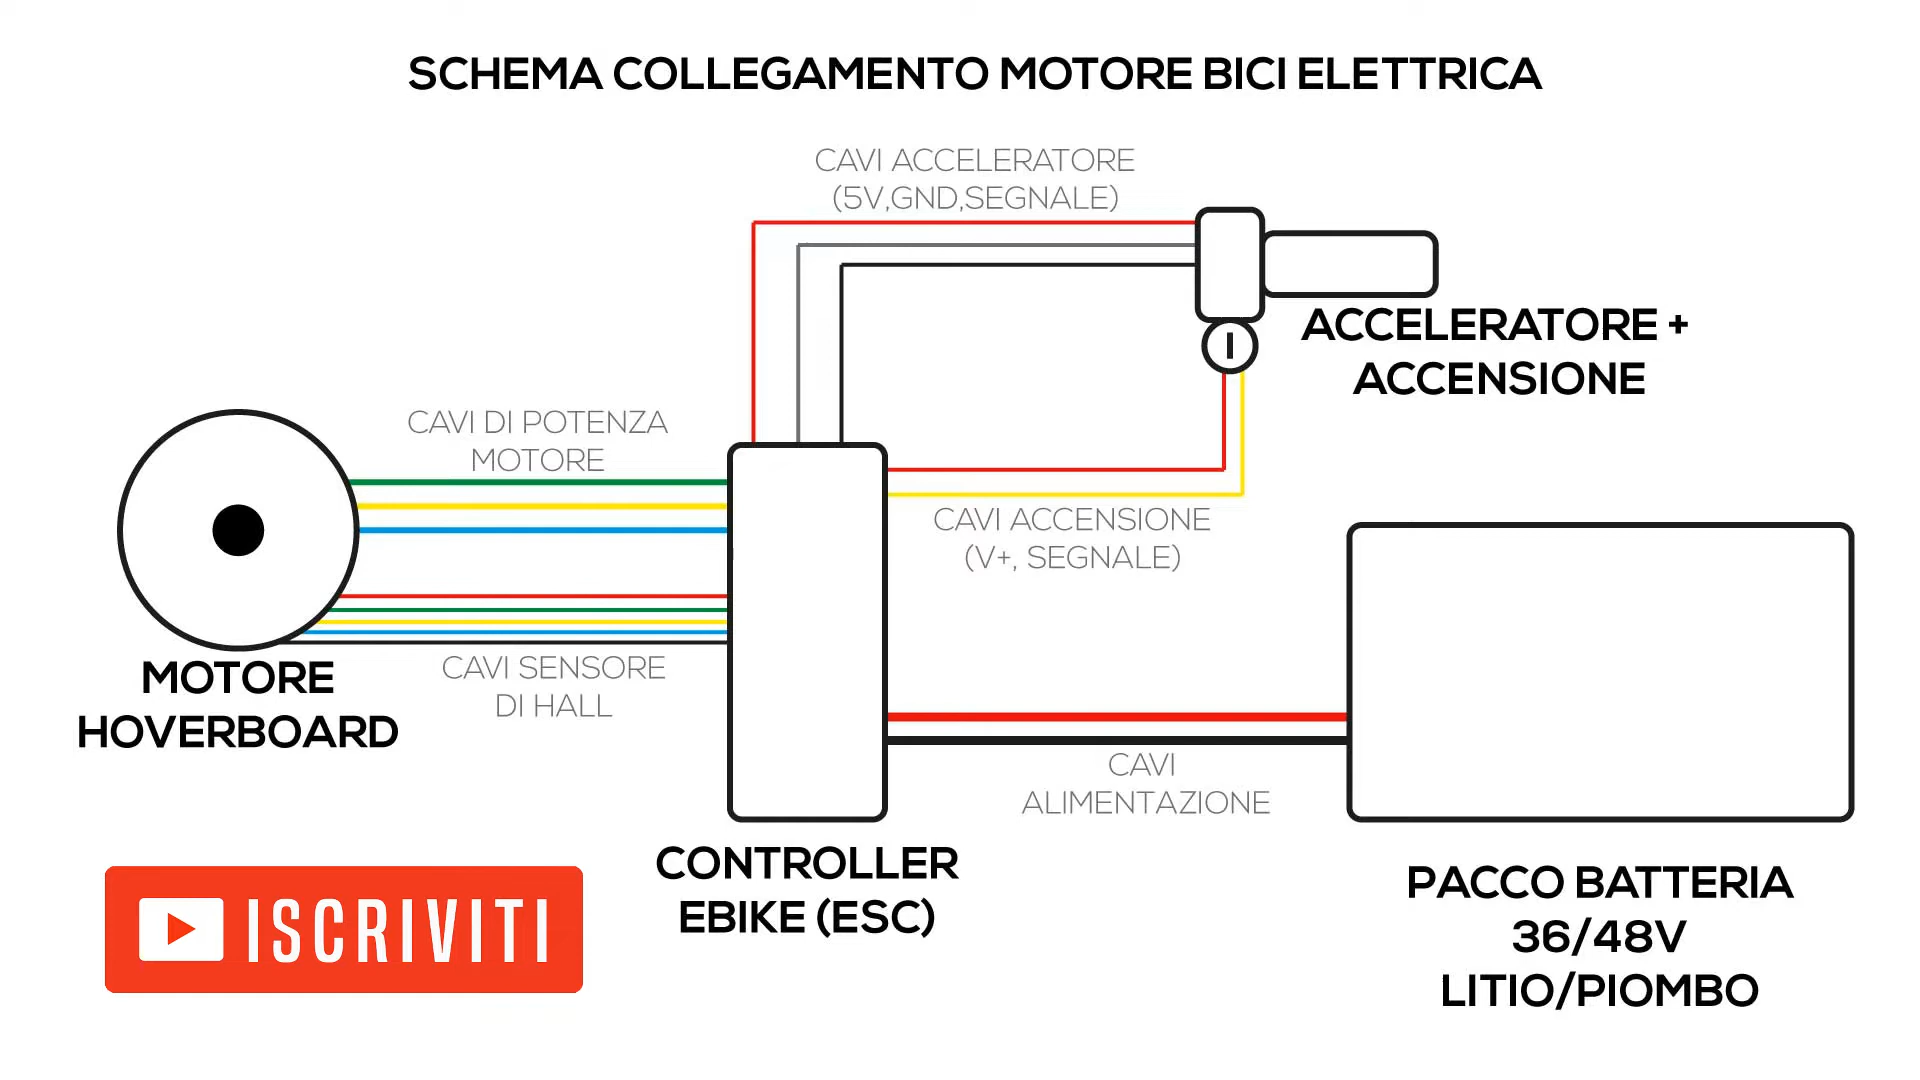 SCHEMA COLLEGAMENTO MOTORE BICI ELETTRICA
CAVI ACCELERATORE
(5V,GND,SEGNALE)
ACCELERATORE +
ACCENSIONE
CAVI DI POTENZA
MOTORE
CAVI ACCENSIONE
(V+, SEGNALE)
MOTORE
HOVERBOARD
CAVI SENSORE
DI HALL
CAVI
ALIMENTAZIONE
CONTROLLER
EBIKE (ESC)
PACCO BATTERIA
36/48V
LITIO/PIOMBO
ISCRIVITI